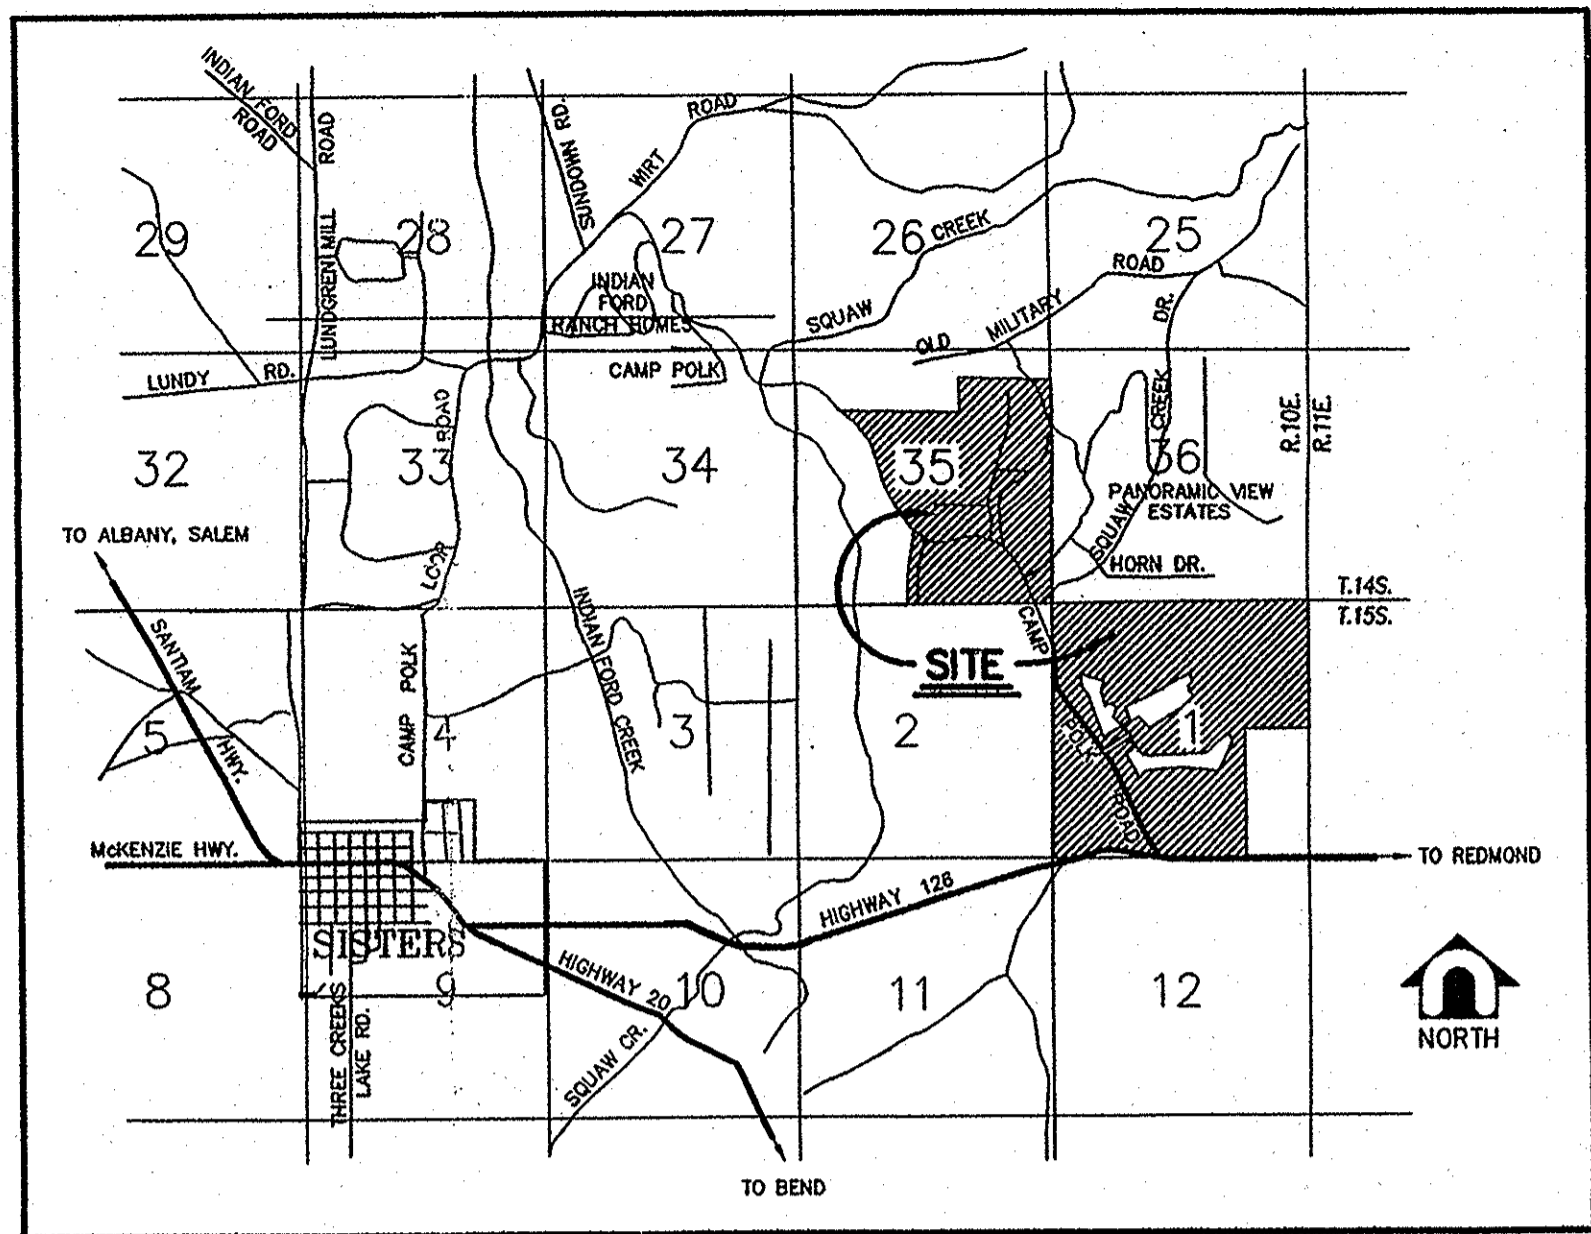 INDIAN FORD
ROAD
LUNDGREN MILL ROAD
SUNDOWN RD.
WIRT ROAD
29
28
27
26
25
SQUAW CREEK
OLD MILITARY ROAD
INDIAN
FORD
RANCH HOMES
CAMP POLK
LUNDY RD.
SQUAW CREEK DR.
R.10E.
R.11E.
32
33
34
35
36
PANORAMIC VIEW
ESTATES
HORN DR.
TO ALBANY, SALEM
T.14S.
T.15S.
CAMP POLK LOOP ROAD
SANTIAM HWY.
INDIAN FORD CREEK
SITE
CAMP POLK ROAD
5
4
3
2
1
McKENZIE HWY.
TO REDMOND
HIGHWAY 126
SISTERS
HIGHWAY 20
8
9
10
11
12
THREE CREEKS
LAKE RD.
SQUAW CR.
NORTH
TO BEND